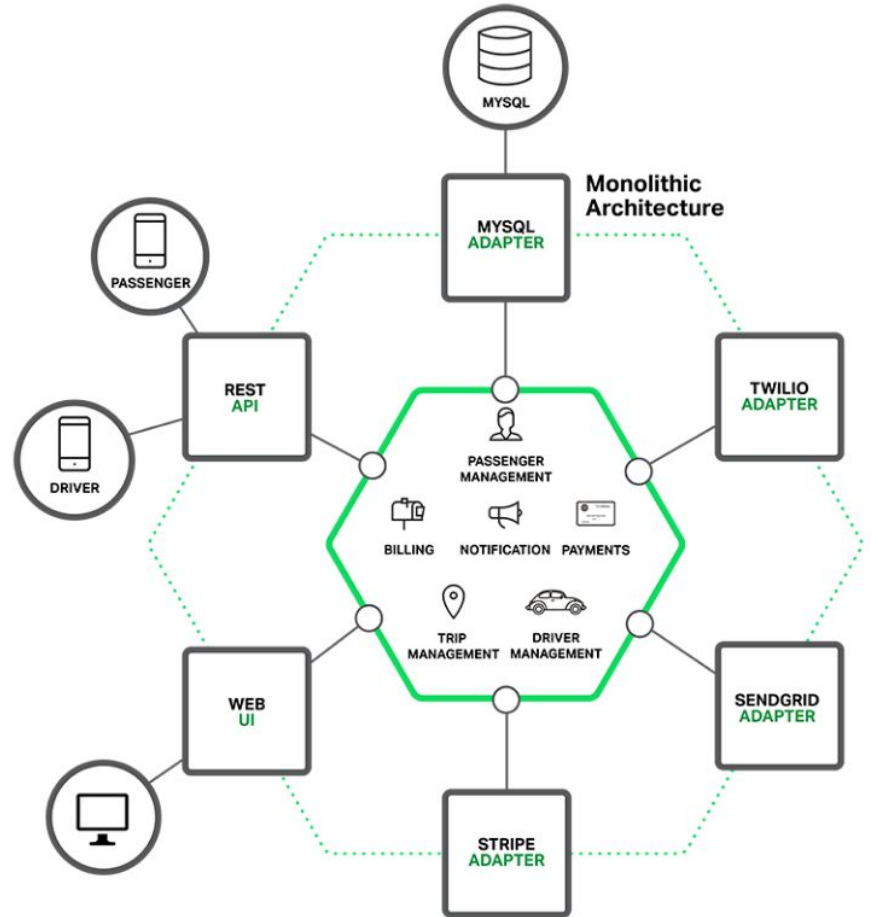 MYSQL
MYSQL
ADAPTER
Monolithic
Architecture
PASSENGER
REST
API
TWILIO
ADAPTER
DRIVER
PASSENGER
MANAGEMENT
BILLING
NOTIFICATION
PAYMENTS
TRIP
MANAGEMENT
DRIVER
MANAGEMENT
WEB
UI
SENDGRID
ADAPTER
STRIPE
ADAPTER